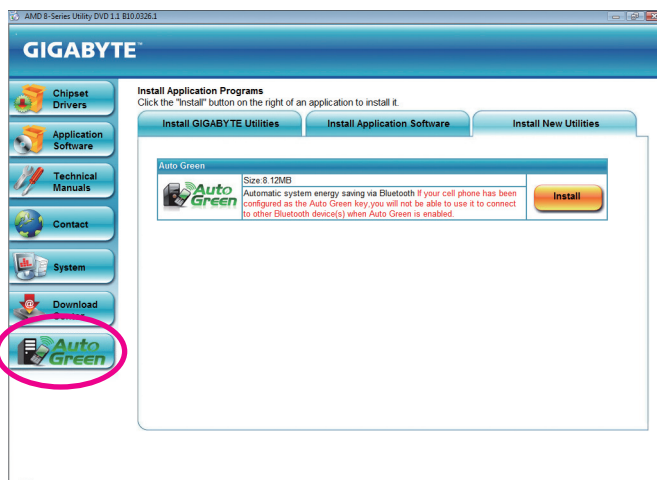 AMD 8-Series Utility DVD 1.1 B10.0326.1
GIGABYTE™
Chipset
Drivers
Application
Software
Technical
Manuals
Contact
System
Download
Center
Auto
Green
Install Application Programs
Click the "Install" button on the right of an application to install it.
Install GIGABYTE Utilities
Install Application Software
Install New Utilities
Auto Green
Auto
Green
Size:8.12MB
Automatic system energy saving via Bluetooth If your cell phone has been
configured as the Auto Green key,you will not be able to use it to connect
to other Bluetooth device(s) when Auto Green is enabled.
Install